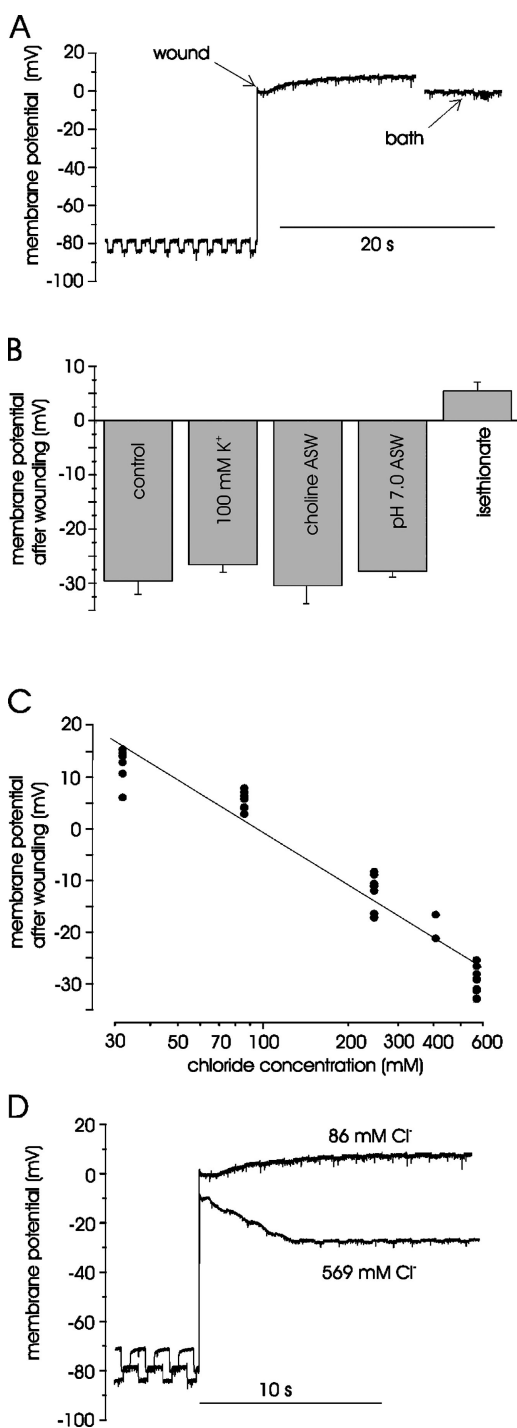 A
membrane potential (mV)
20
0
-20
-40
-60
-80
-100
wound
bath
20 s
B
membrane potential
after wounding (mV)
10
0
-10
-20
-30
control
100 mM K+
choline ASW
pH 7.0 ASW
isethionate
C
membrane potential
after wounding (mV)
20
10
0
-10
-20
-30
30 50 70 100 200 300 400 600
chloride concentration (mM)
D
membrane potential (mV)
20
0
-20
-40
-60
-80
-100
86 mM Cl-
569 mM Cl-
10 s